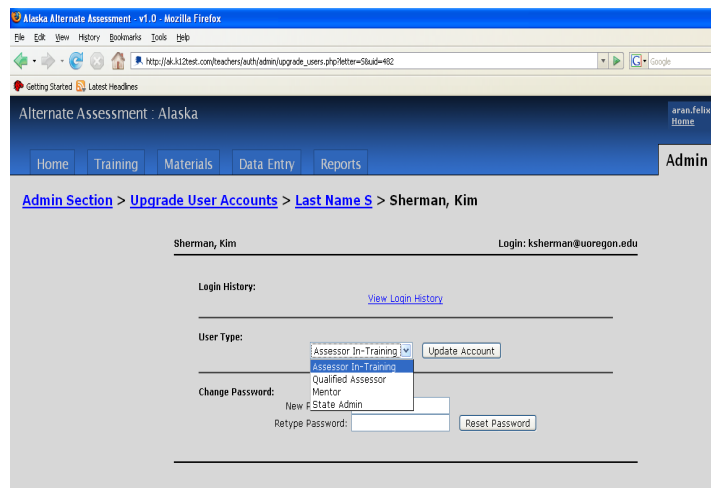 Alaska Alternate Assessment - v1.0 - Mozilla Firefox
File Edit View History Bookmarks Tools Help
http://ak.k12test.com/teachers/auth/admin/upgrade_users.php?letter=S&uid=482 G Google
Getting Started Latest Headlines
Alternate Assessment : Alaska aran.felix
Home
Home Training Materials Data Entry Reports Admin
Admin Section > Upgrade User Accounts > Last Name S > Sherman, Kim
Sherman, Kim Login: ksherman@uoregon.edu
Login History:
View Login History
User Type:
Assessor In-Training Update Account
Assessor In-Training
Qualified Assessor
Change Password:
Mentor
New P State Admin
Retype Password: Reset Password